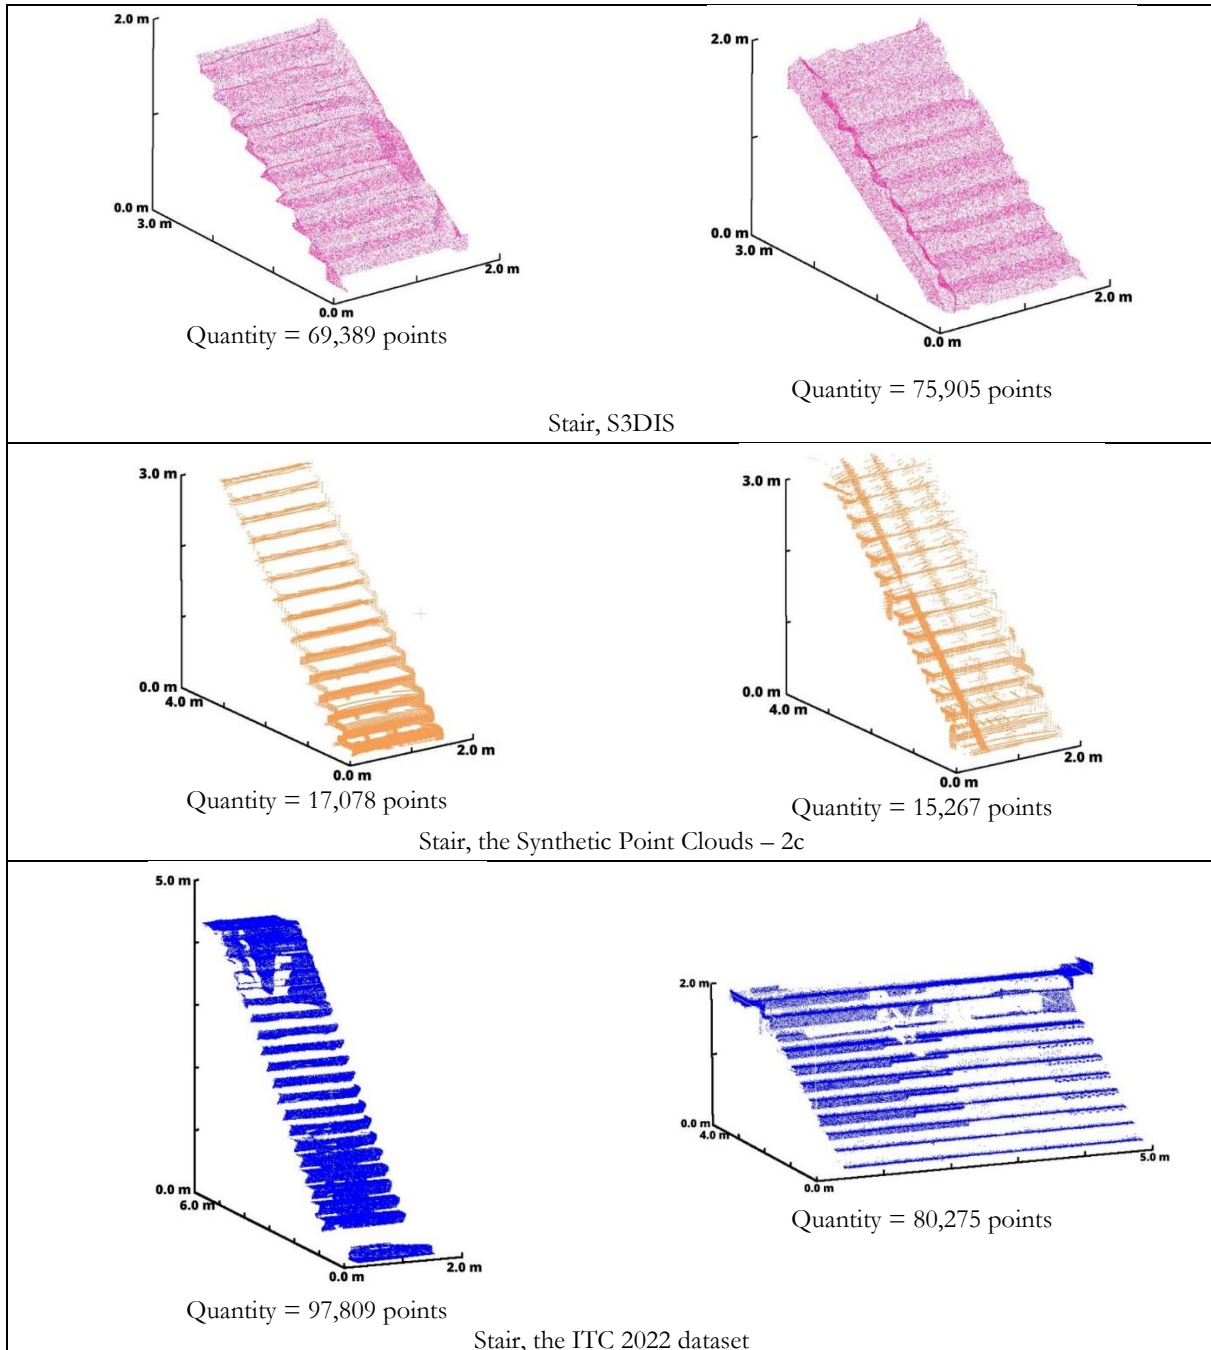 2.0 m
0.0 m
3.0 m
0.0 m
2.0 m
Quantity = 69,389 points
2.0 m
0.0 m
3.0 m
0.0 m
2.0 m
Quantity = 75,905 points
Stair, S3DIS
3.0 m
0.0 m
4.0 m
0.0 m
2.0 m
Quantity = 17,078 points
3.0 m
0.0 m
4.0 m
0.0 m
2.0 m
Quantity = 15,267 points
Stair, the Synthetic Point Clouds – 2c
5.0 m
0.0 m
6.0 m
0.0 m
2.0 m
Quantity = 97,809 points
2.0 m
0.0 m
4.0 m
0.0 m
5.0 m
Quantity = 80,275 points
Stair, the ITC 2022 dataset